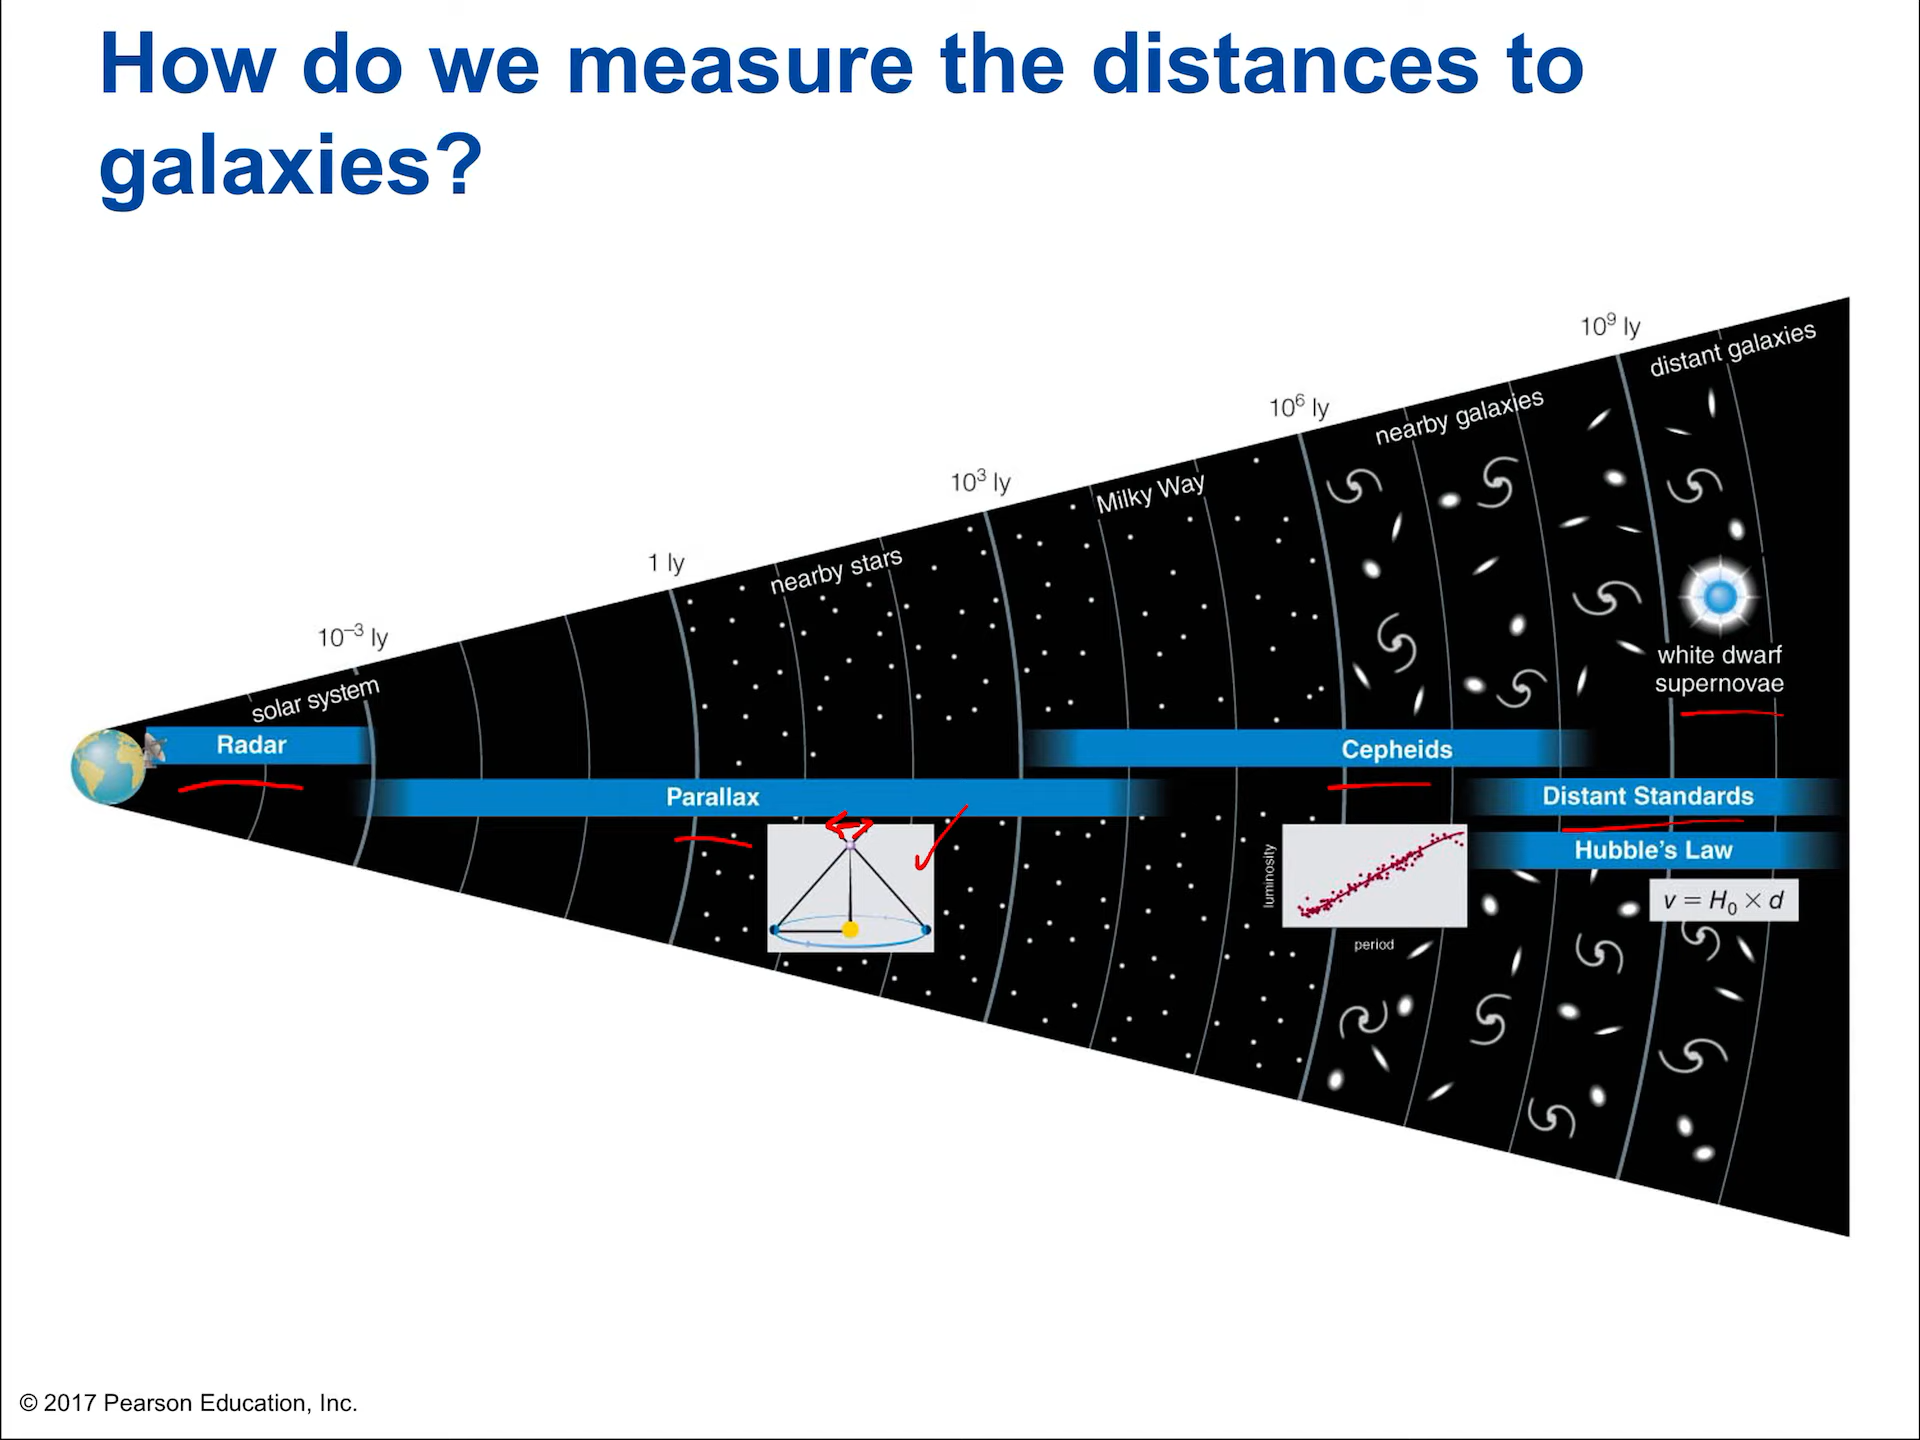 How do we measure the distances to
galaxies?
10⁻³ ly
1 ly
10³ ly
10⁶ ly
10⁹ ly
solar system
nearby stars
Milky Way
nearby galaxies
distant galaxies
white dwarf
supernovae
Radar
Parallax
Cepheids
Distant Standards
Hubble's Law
v = H₀ × d
luminosity
period
© 2017 Pearson Education, Inc.